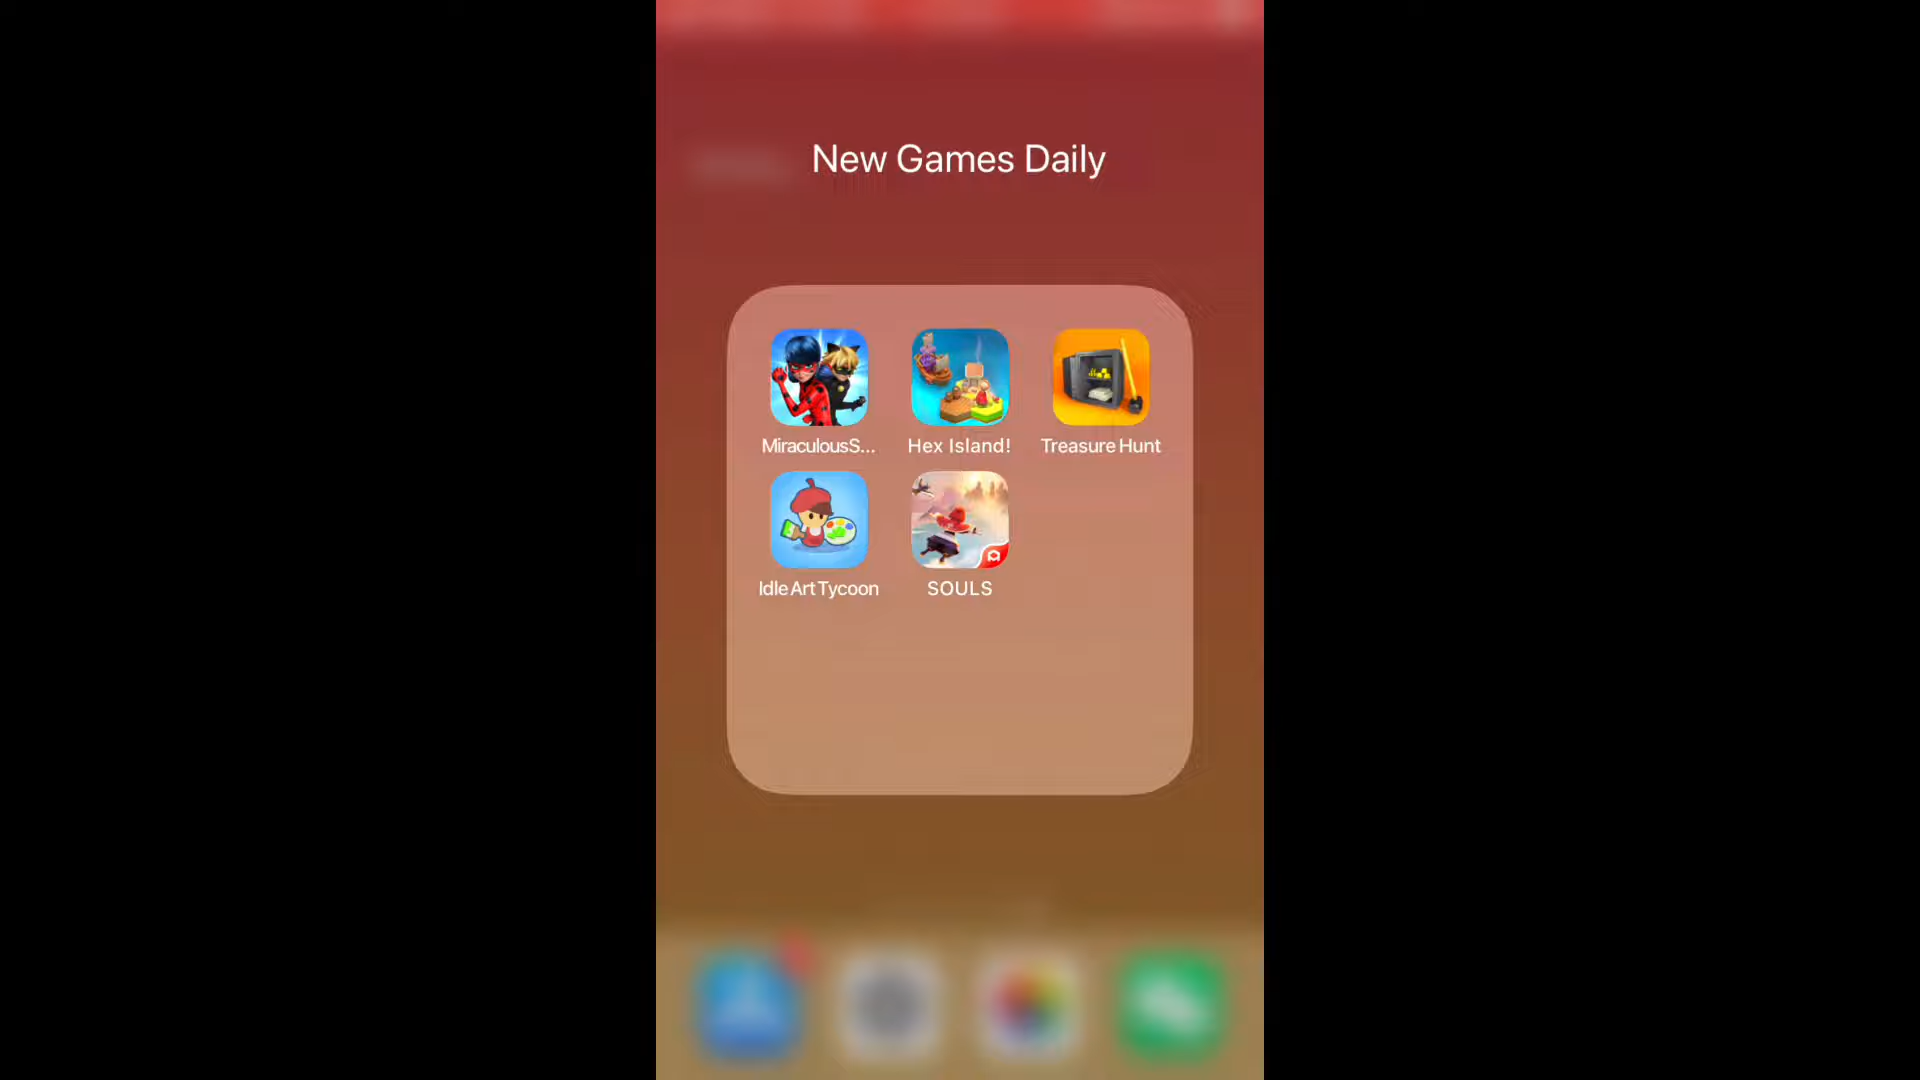 New Games Daily
MiraculousS...
Hex Island!
Treasure Hunt
Idle Art Tycoon
SOULS